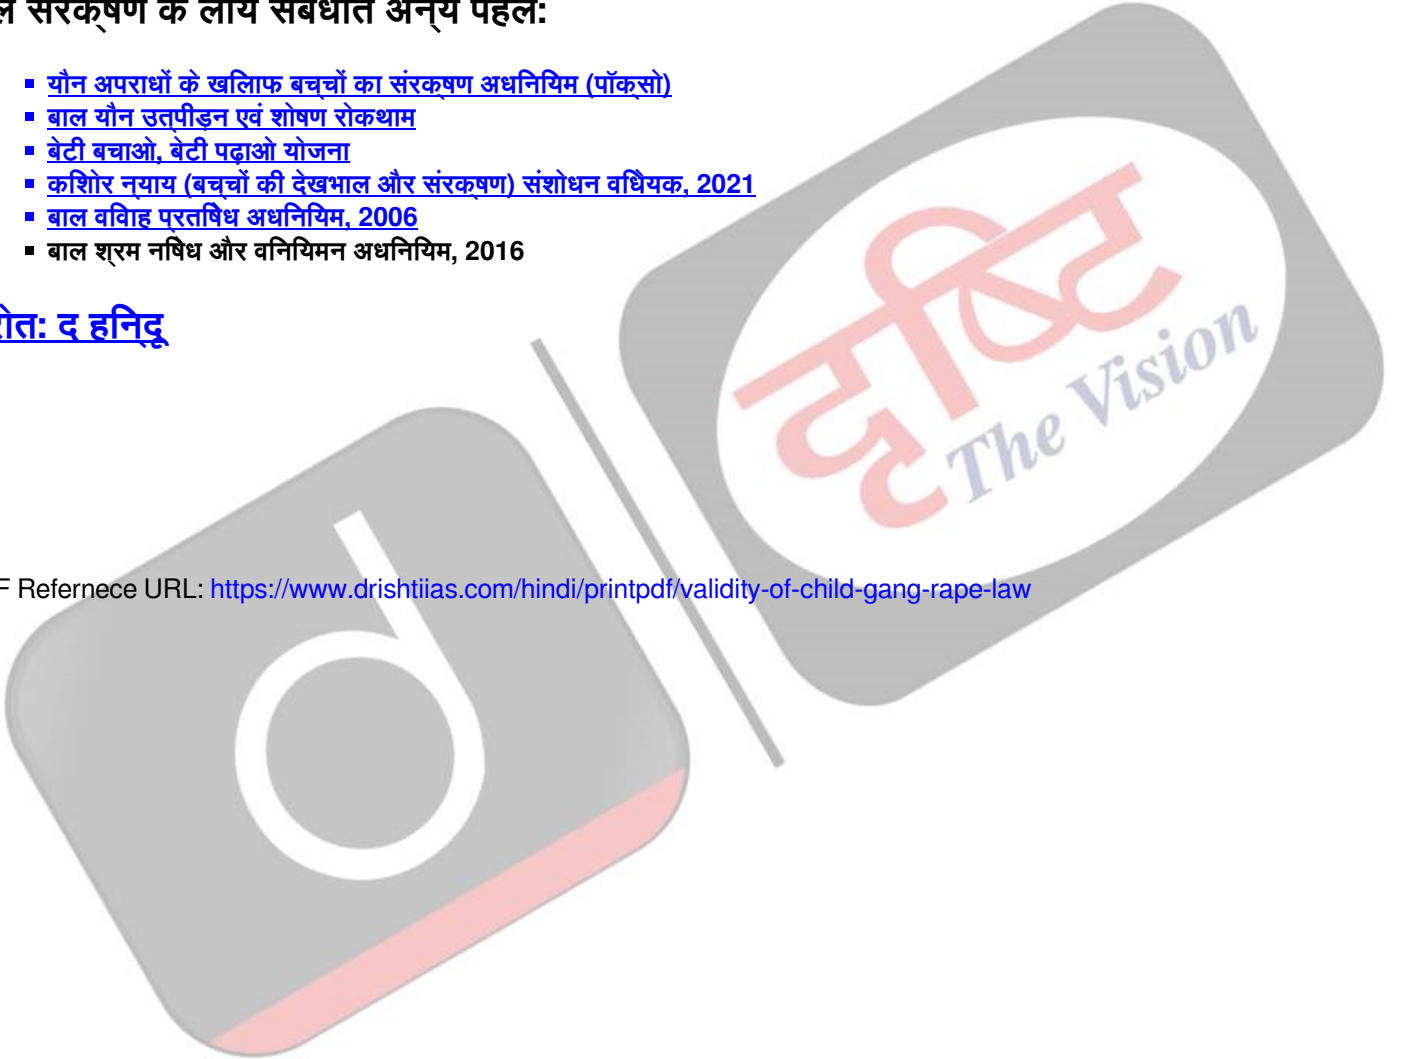 ल संरक्षण के लिये संबंधित अन्य पहलें:
यौन अपराधों के खिलाफ बच्चों का संरक्षण अधिनियम (पॉक्सो)
बाल यौन उत्पीड़न एवं शोषण रोकथाम
बेटी बचाओ, बेटी पढ़ाओ योजना
किशोर न्याय (बच्चों की देखभाल और संरक्षण) संशोधन विधेयक, 2021
बाल विवाह प्रतिषेध अधिनियम, 2006
बाल श्रम निषेध और विनियमन अधिनियम, 2016
रोत: द हिन्दू
दृष्टि
The Vision
d
F Refernece URL: https://www.drishtiias.com/hindi/printpdf/validity-of-child-gang-rape-law